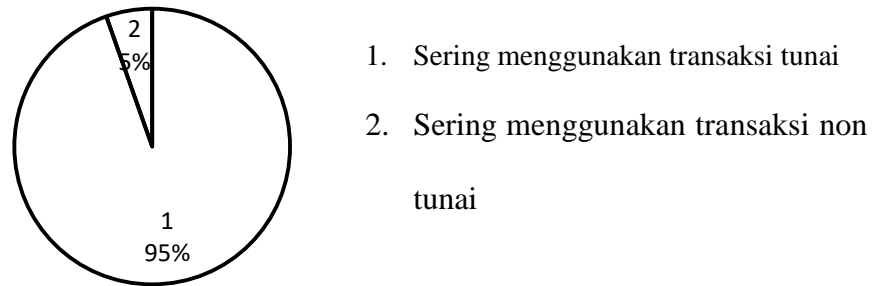 2
5%
1
95%
1. Sering menggunakan transaksi tunai
2. Sering menggunakan transaksi non
tunai